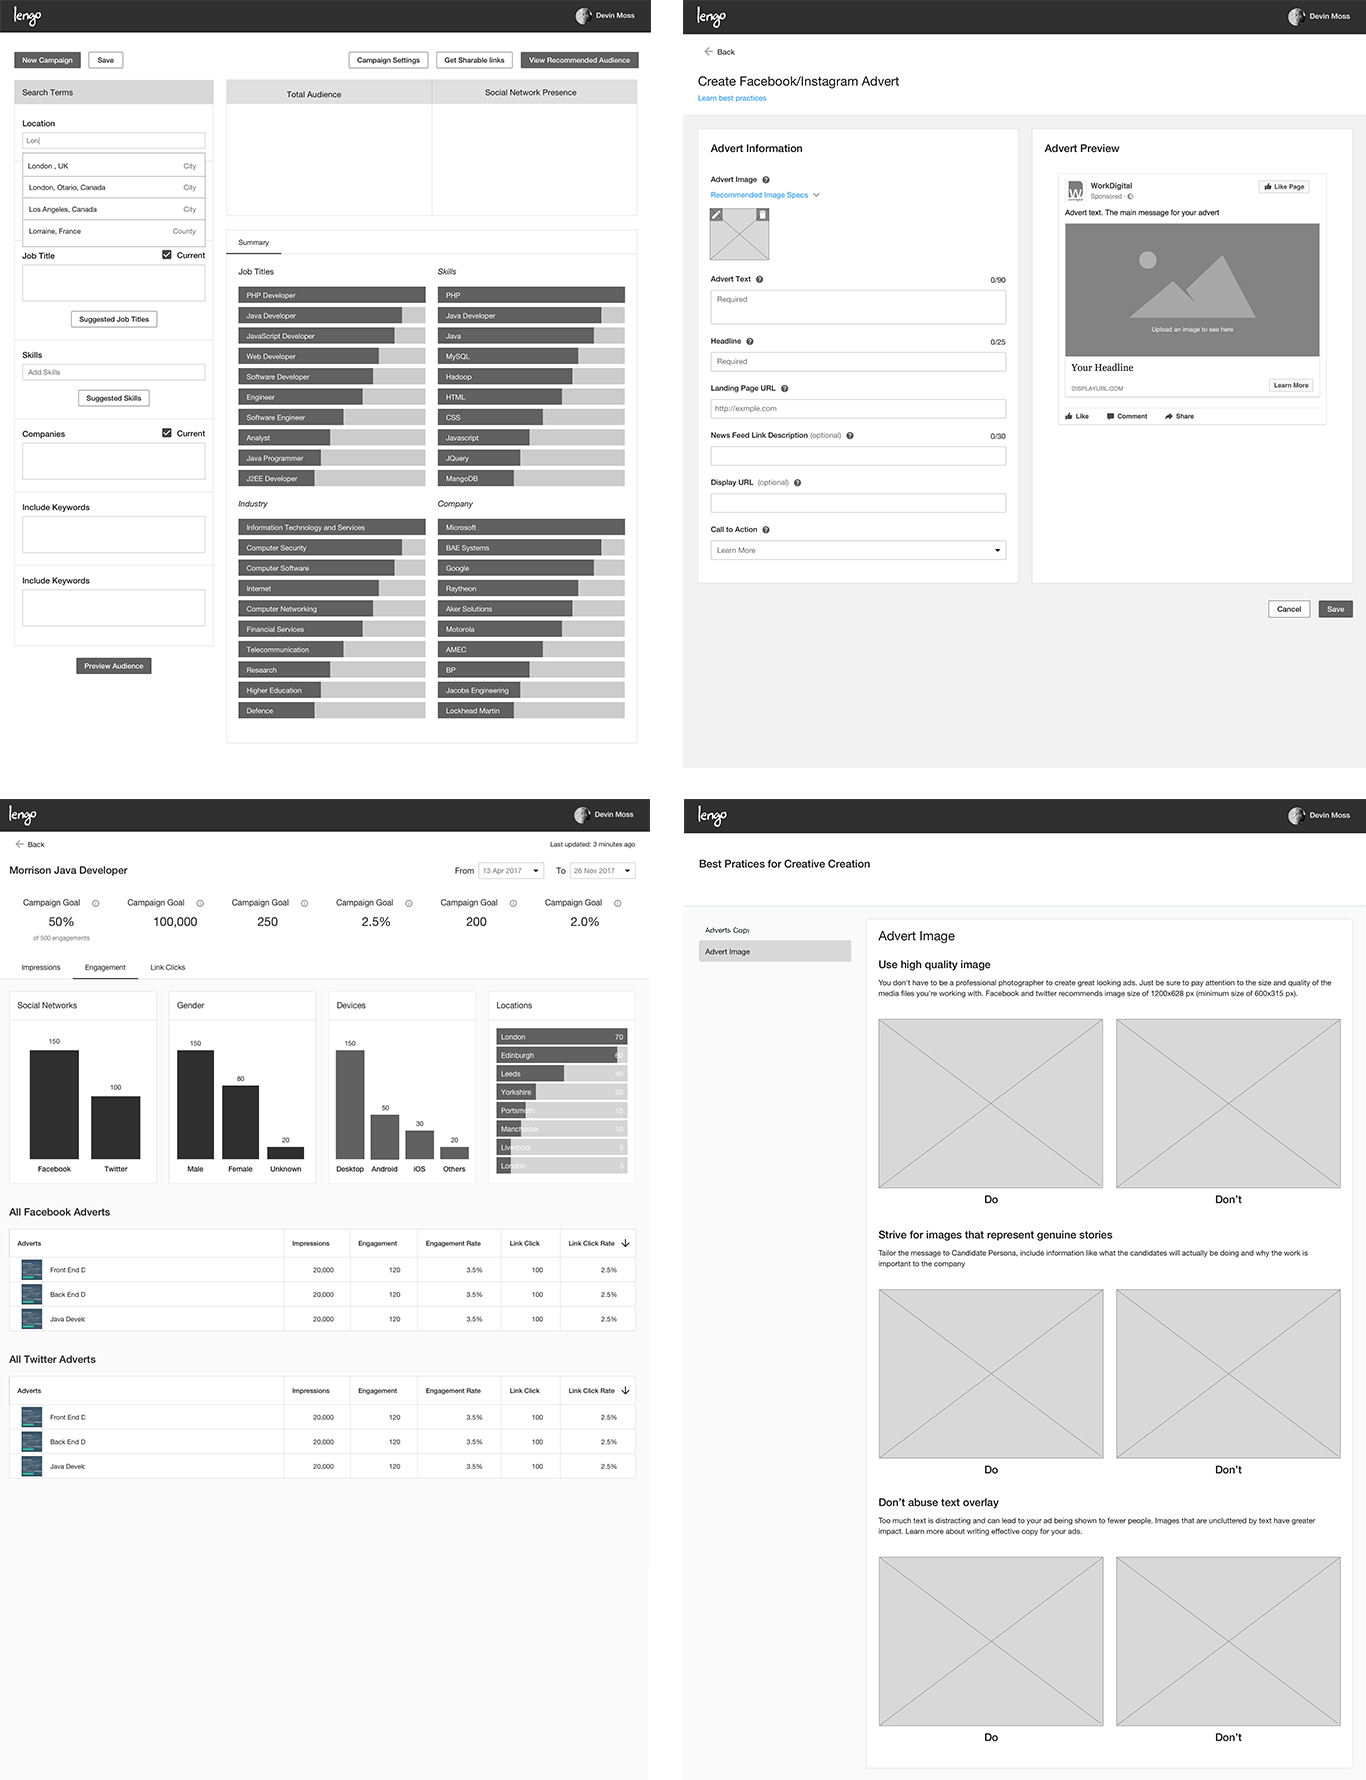 lengo
Devin Moss
New Campaign
Save
Campaign Settings
Get Sharable links
View Recommended Audience
Search Terms
Location
Lon
London , UK City
London, Otario, Canada City
Los Angeles, Canada City
Lorraine, France County
Job Title Current
Suggested Job Titles
Skills
Add Skills
Suggested Skills
Companies Current
Include Keywords
Include Keywords
Preview Audience
Total Audience
Social Network Presence
Summary
Job Titles
PHP Developer
Java Developer
JavaScript Developer
Web Developer
Software Developer
Engineer
Software Engineer
Analyst
Java Programmer
J2EE Developer
Skills
PHP
Java Developer
Java
MySQL
Hadoop
HTML
CSS
Javascript
JQuery
MangoDB
Industry
Information Technology and Services
Computer Security
Computer Software
Internet
Computer Networking
Financial Services
Telecommunication
Research
Higher Education
Defence
Company
Microsoft
BAE Systems
Google
Raytheon
Aker Solutions
Motorola
AMEC
BP
Jacobs Engineering
Lockhead Martin
lengo
Devin Moss
Back
Create Facebook/Instagram Advert
Learn best practices
Advert Information
Advert Image
Recommended Image Specs
Advert Text 0/90
Required
Headline 0/25
Required
Landing Page URL
http://exmple.com
News Feed Link Description (optional) 0/30
Display URL (optional)
Call to Action
Learn More
Advert Preview
W
WorkDigital
Sponsored ·
Like Page
Advert text. The main message for your advert
Upload an image to see here
Your Headline
DISPLAYURL.COM
Learn More
Like Comment Share
Cancel
Save
lengo
Devin Moss
Back
Last updated: 3 minutes ago
Morrison Java Developer
From 13 Apr 2017 To 26 Nov 2017
Campaign Goal Campaign Goal Campaign Goal Campaign Goal Campaign Goal Campaign Goal
50% 100,000 250 2.5% 200 2.0%
of 500 engagements
Impressions Engagement Link Clicks
Social Networks
150
100
Facebook Twitter
Gender
150
80
20
Male Female Unknown
Devices
150
50
30
20
Desktop Android iOS Others
Locations
London 70
Edinburgh 60
Leeds 40
Yorkshire 20
Portsmoth 15
Manchester 10
Liverpool 5
London 5
All Facebook Adverts
Adverts Impressions Engagement Engagement Rate Link Click Link Click Rate
Front End D 20,000 120 3.5% 100 2.5%
Back End D 20,000 120 3.5% 100 2.5%
Java Devel 20,000 120 3.5% 100 2.5%
All Twitter Adverts
Adverts Impressions Engagement Engagement Rate Link Click Link Click Rate
Front End D 20,000 120 3.5% 100 2.5%
Back End D 20,000 120 3.5% 100 2.5%
Java Devel 20,000 120 3.5% 100 2.5%
lengo
Devin Moss
Best Pratices for Creative Creation
Adverts Copy
Advert Image
Advert Image
Use high quality image
You don't have to be a professional photographer to create great looking ads. Just be sure to pay attention to the size and quality of the
media files you're working with. Facebook and twitter recommends image size of 1200x628 px (minimum size of 600x315 px).
Do Don't
Strive for images that represent genuine stories
Tailor the message to Candidate Persona, include information like what the candidates will actually be doing and why the work is
important to the company
Do Don't
Don't abuse text overlay
Too much text is distracting and can lead to your ad being shown to fewer people. Images that are uncluttered by text have greater
impact. Learn more about writing effective copy for your ads.
Do Don't